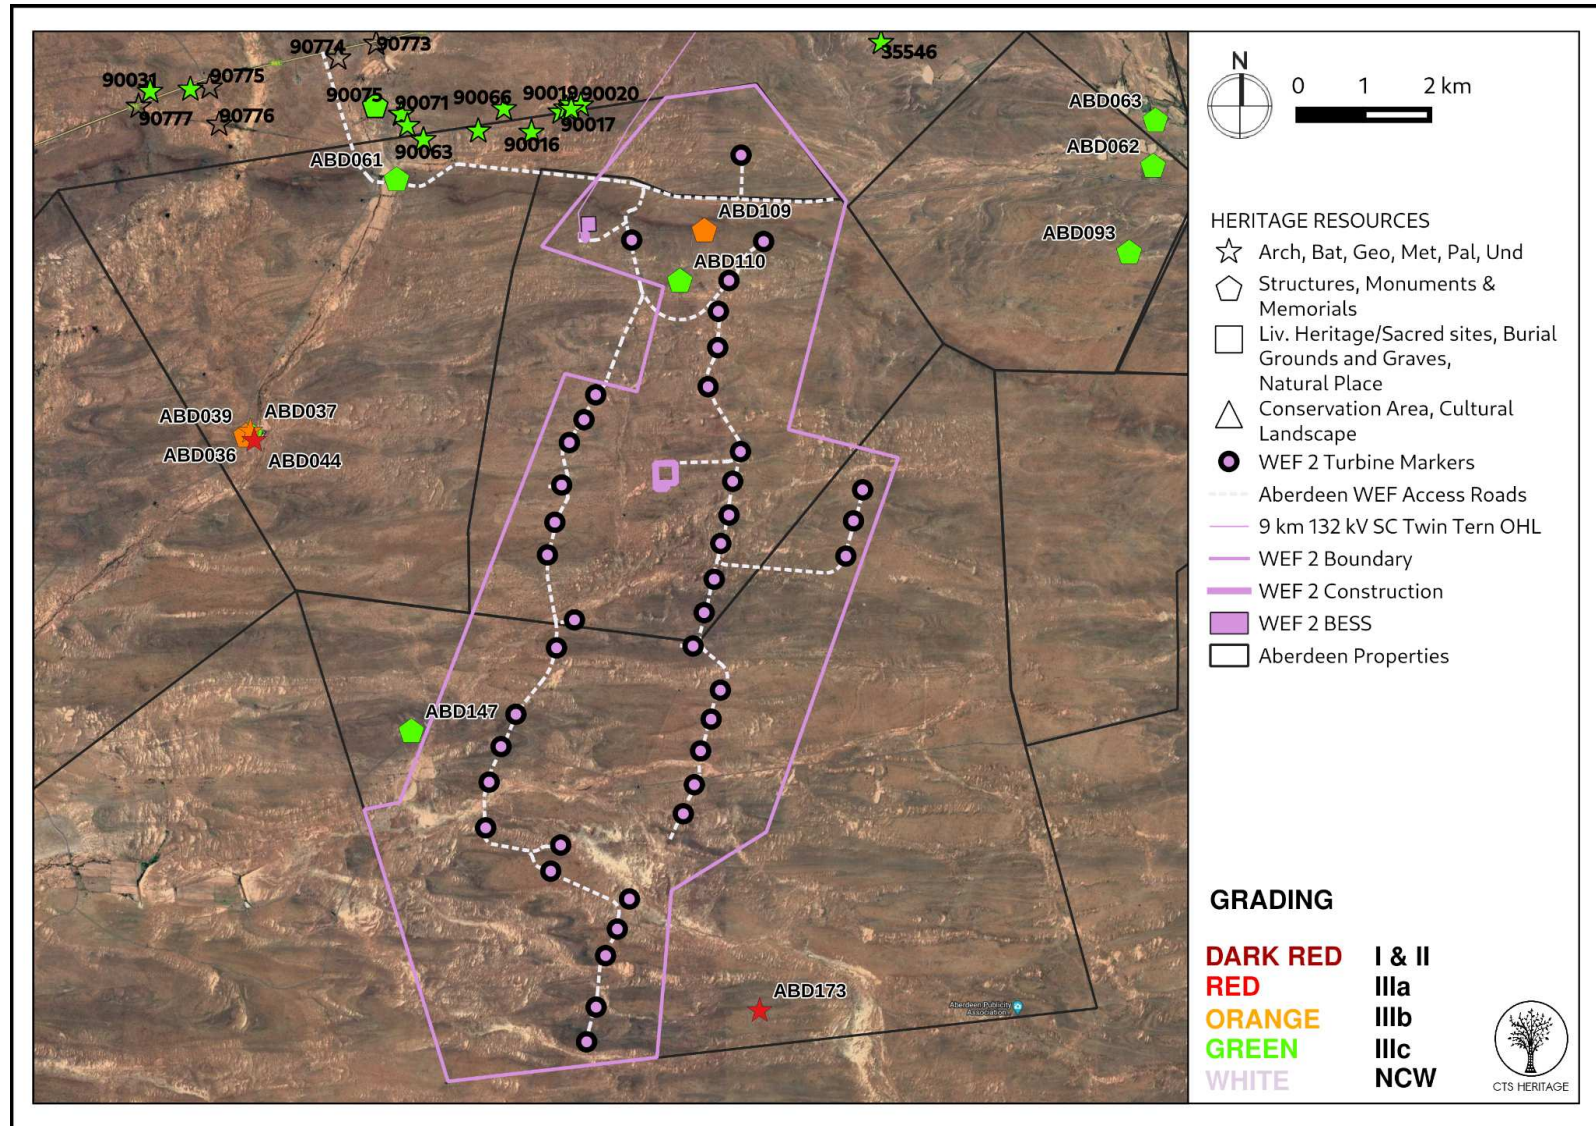 90774
90773
35546
90031
90775
90777
90776
90075
90071
90066
90019
90020
90017
90016
90063
ABD061
ABD063
ABD062
ABD093
ABD109
ABD110
ABD039
ABD037
ABD036
ABD044
ABD147
ABD173
Aberdeen Publicity
Association
N
0 1 2 km
HERITAGE RESOURCES
Arch, Bat, Geo, Met, Pal, Und
Structures, Monuments &
Memorials
Liv. Heritage/Sacred sites, Burial
Grounds and Graves,
Natural Place
Conservation Area, Cultural
Landscape
WEF 2 Turbine Markers
Aberdeen WEF Access Roads
9 km 132 kV SC Twin Tern OHL
WEF 2 Boundary
WEF 2 Construction
WEF 2 BESS
Aberdeen Properties
GRADING
DARK RED I & II
RED IIIa
ORANGE IIIb
GREEN IIIc
WHITE NCW
CTS HERITAGE